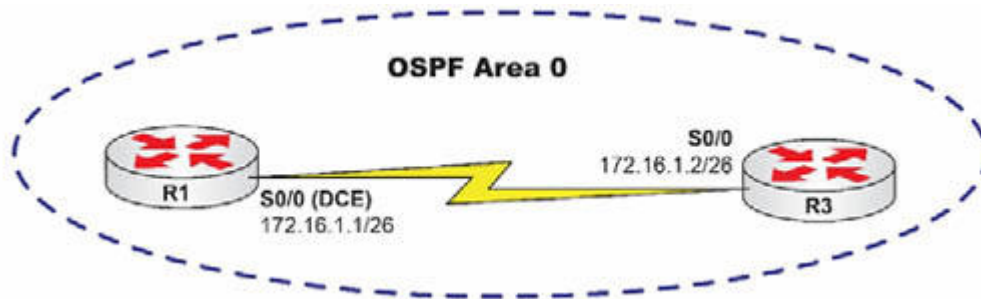 OSPF Area 0
R1
S0/0 (DCE)
172.16.1.1/26
S0/0
172.16.1.2/26
R3